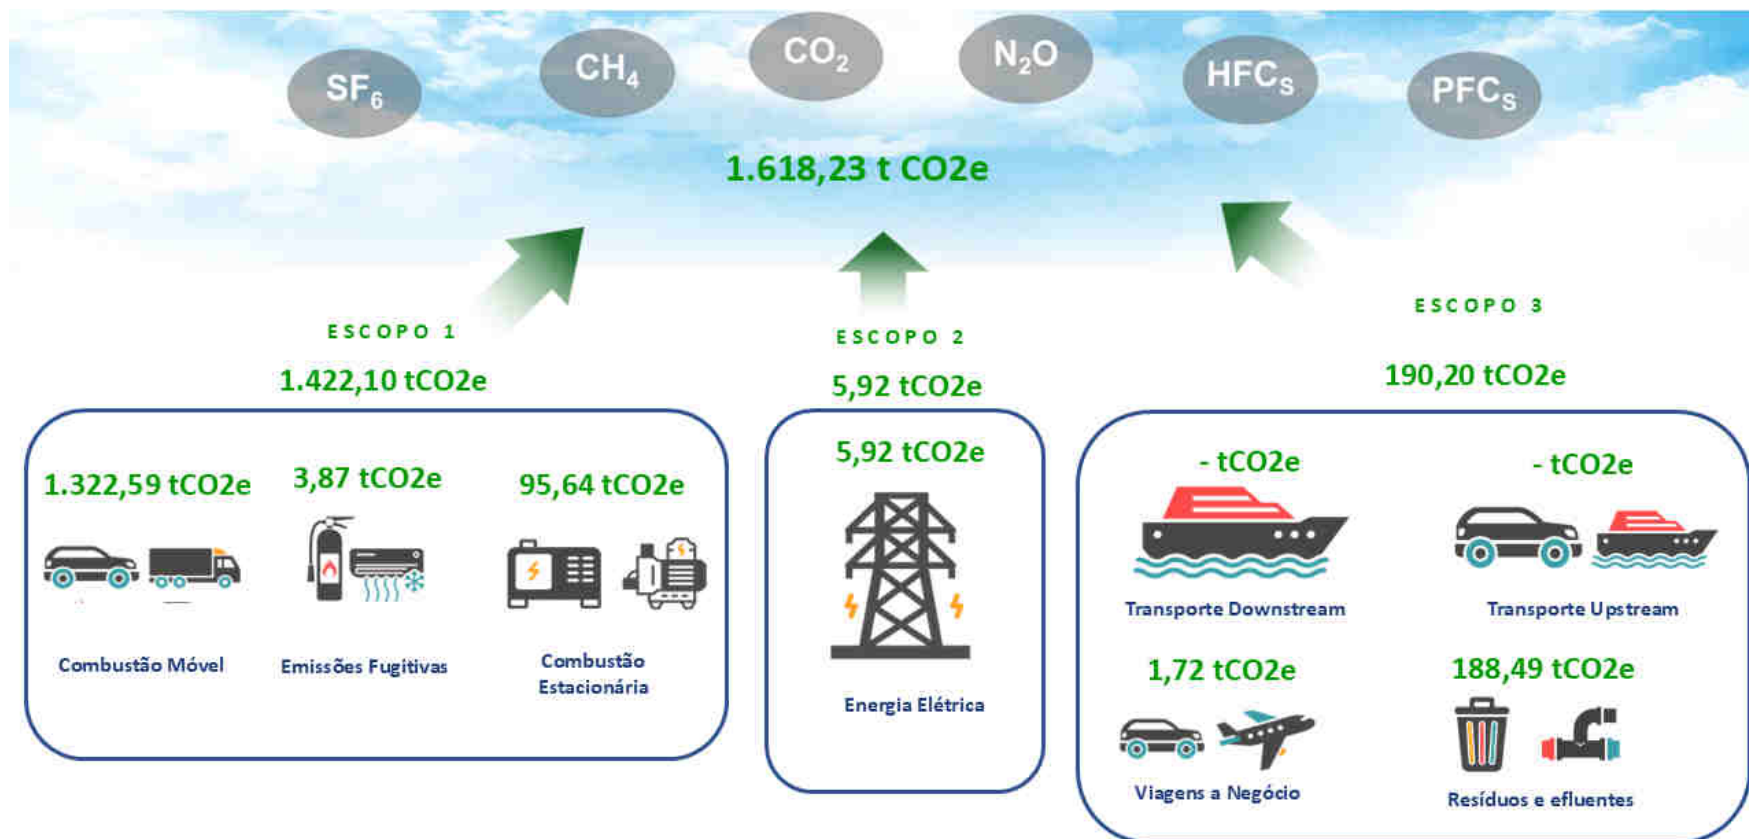 SF6
CH4
CO2
N2O
HFCS
PFCS
1.618,23 t CO2e
ESCOPO 1
1.422,10 tCO2e
1.322,59 tCO2e
3,87 tCO2e
95,64 tCO2e
Combustão Móvel
Emissões Fugitivas
Combustão
Estacionária
ESCOPO 2
5,92 tCO2e
5,92 tCO2e
Energia Elétrica
ESCOPO 3
190,20 tCO2e
- tCO2e
- tCO2e
Transporte Downstream
Transporte Upstream
1,72 tCO2e
188,49 tCO2e
Viagens a Negócio
Resíduos e efluentes